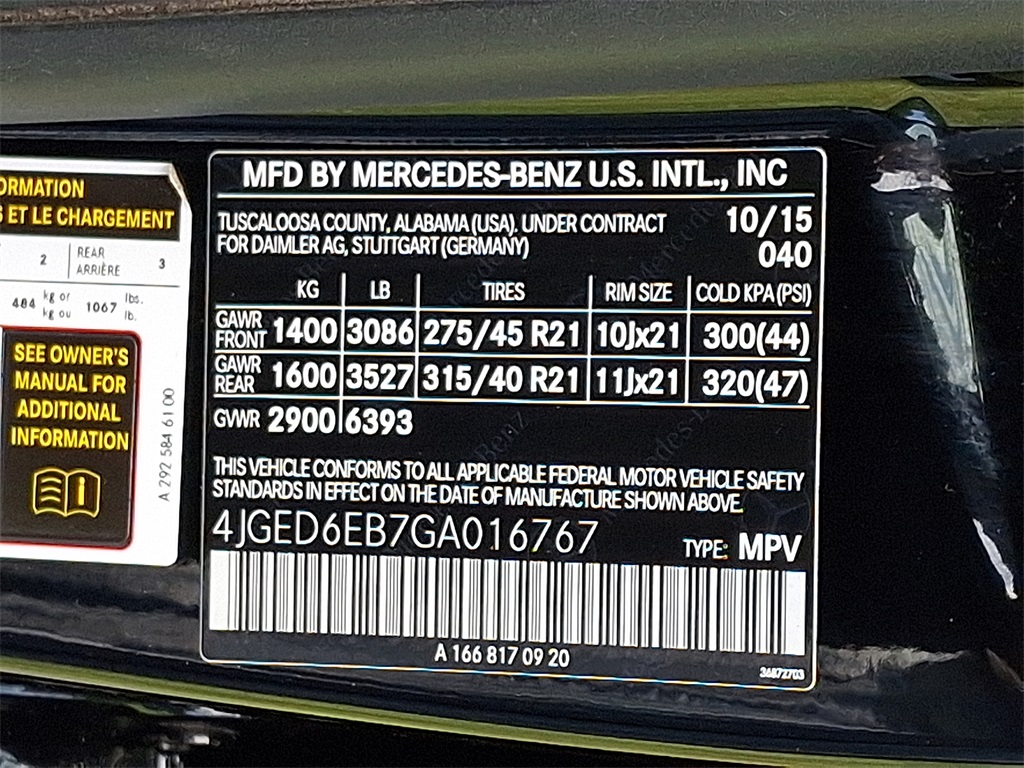 ORMATION
ET LE CHARGEMENT
2 REAR ARRIÈRE 3
484 kg or kg ou 1067 lbs. lb.
SEE OWNER'S
MANUAL FOR
ADDITIONAL
INFORMATION
i
A 292 584 61 00
MFD BY MERCEDES-BENZ U.S. INTL., INC
TUSCALOOSA COUNTY, ALABAMA (USA). UNDER CONTRACT
FOR DAIMLER AG, STUTTGART (GERMANY)
10/15
040
KG LB TIRES RIM SIZE COLD KPA (PSI)
GAWR FRONT 1400 3086 275/45 R21 10Jx21 300(44)
GAWR REAR 1600 3527 315/40 R21 11Jx21 320(47)
GVWR 2900 6393
THIS VEHICLE CONFORMS TO ALL APPLICABLE FEDERAL MOTOR VEHICLE SAFETY
STANDARDS IN EFFECT ON THE DATE OF MANUFACTURE SHOWN ABOVE.
4JGED6EB7GA016767
TYPE: MPV
A 166 817 09 20